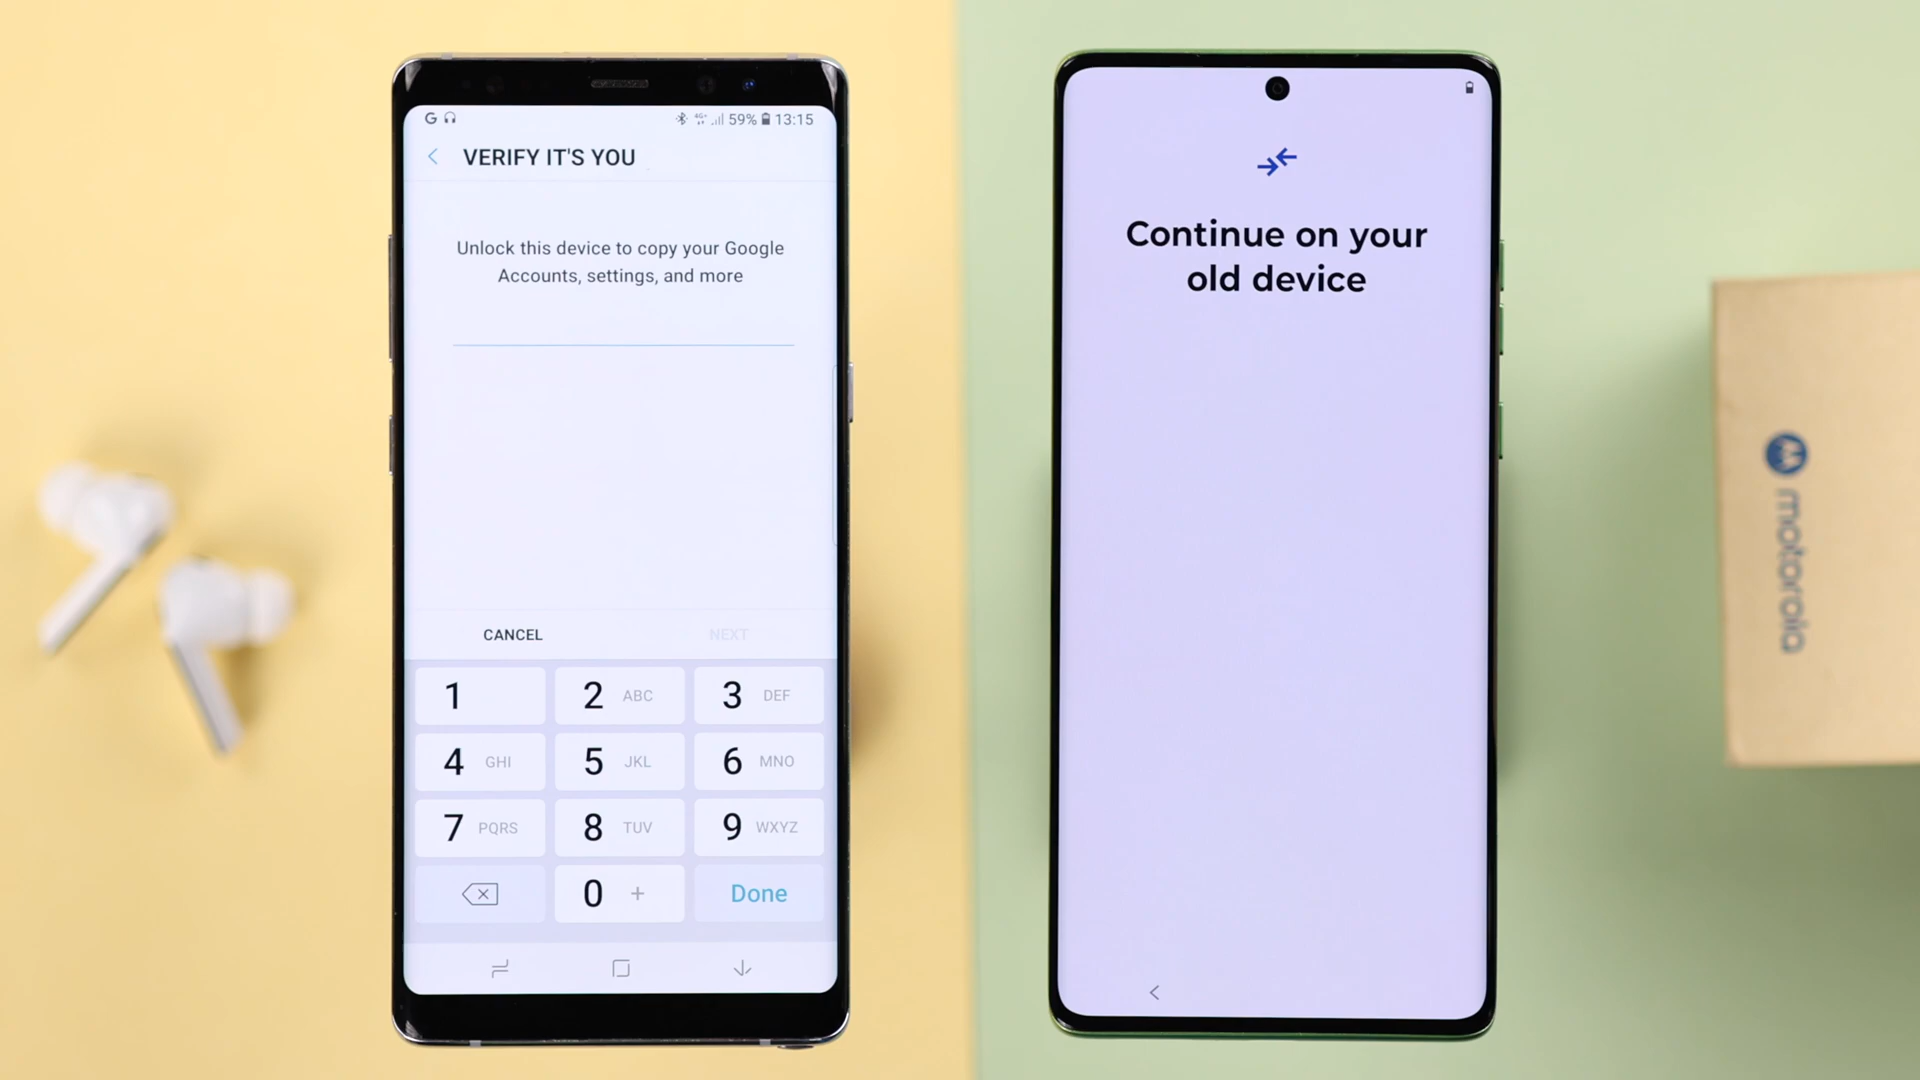 G 4G+ 59% 13:15
VERIFY IT'S YOU
Unlock this device to copy your Google
Accounts, settings, and more
CANCEL NEXT
1 2 ABC 3 DEF
4 GHI 5 JKL 6 MNO
7 PQRS 8 TUV 9 WXYZ
0 + Done
Continue on your
old device
motorola